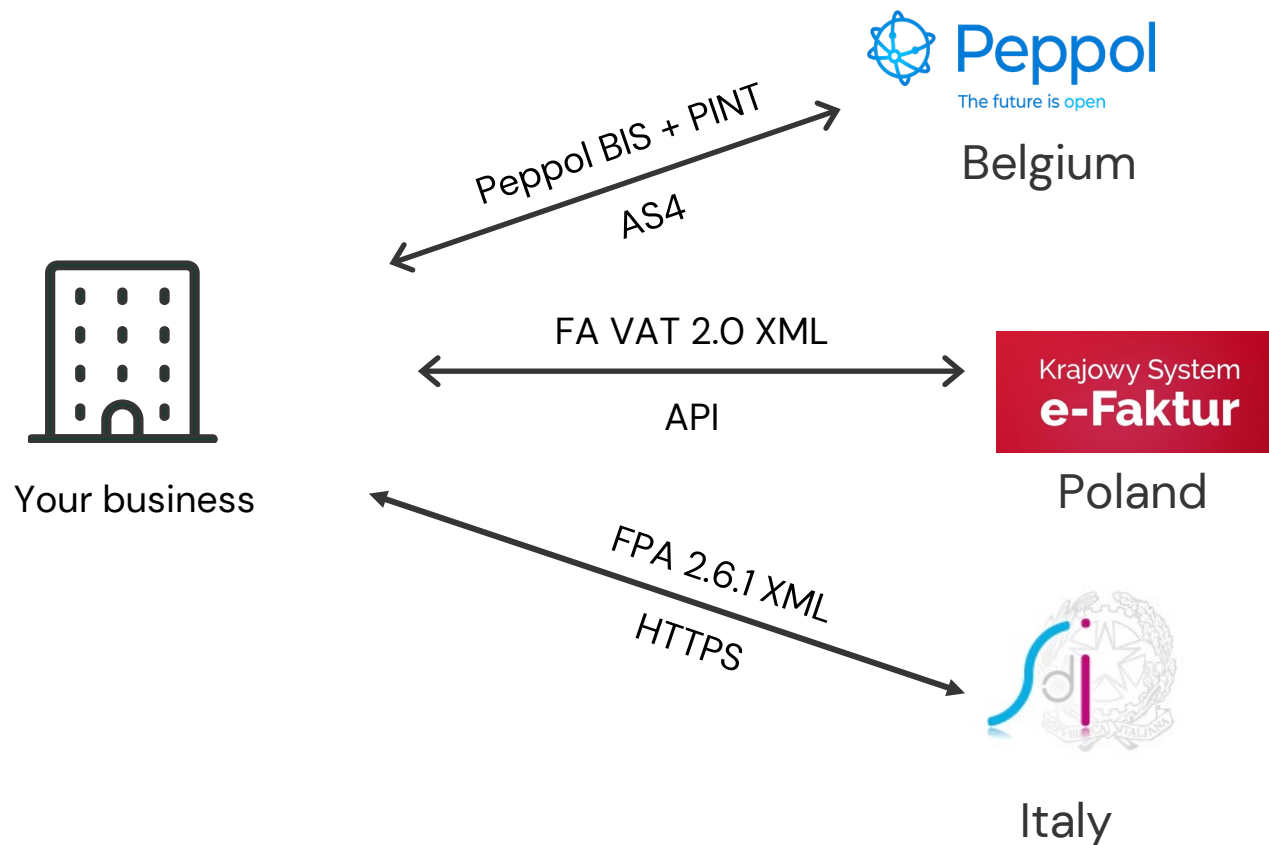 Peppol
The future is open
Belgium
Peppol BIS + PINT
AS4
FA VAT 2.0 XML
API
Krajowy System
e-Faktur
Poland
Your business
FPA 2.6.1 XML
HTTPS
Sdi
Italy